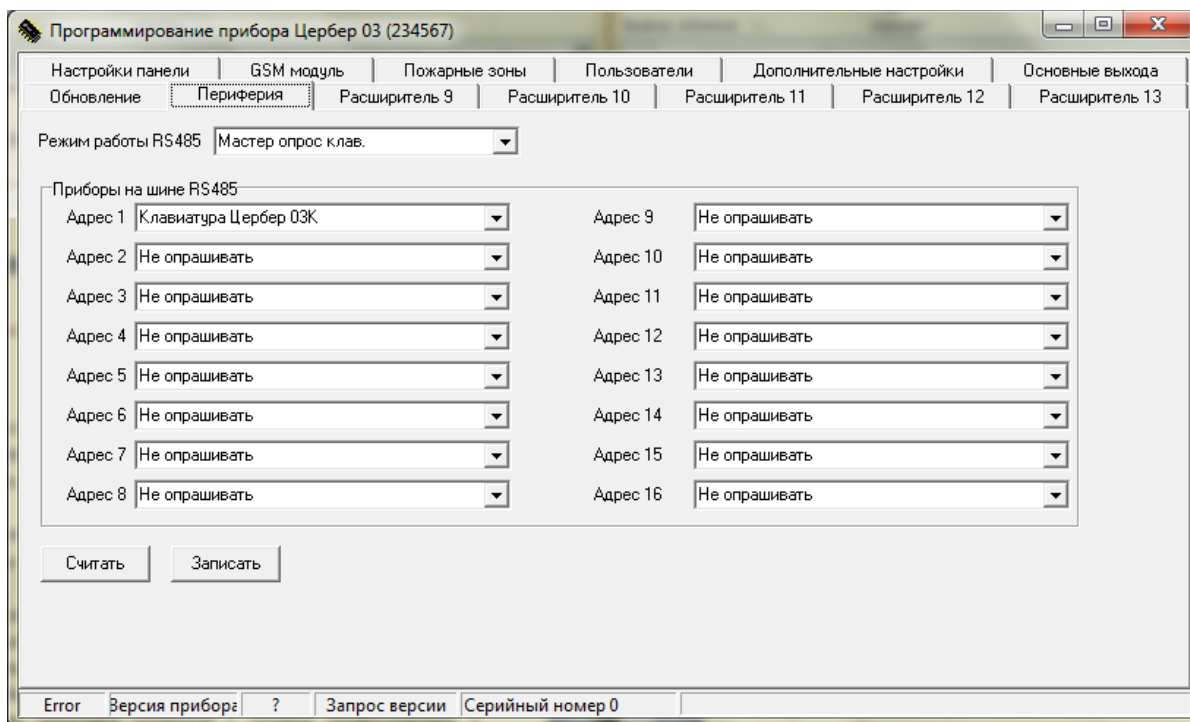 Программирование прибора Цербер 03 (234567)
Настройки панели GSM модуль Пожарные зоны Пользователи Дополнительные настройки Основные выхода
Обновление Периферия Расширитель 9 Расширитель 10 Расширитель 11 Расширитель 12 Расширитель 13
Режим работы RS485 Мастер опрос клав.
Приборы на шине RS485
Адрес 1 Клавиатура Цербер 03К Адрес 9 Не опрашивать
Адрес 2 Не опрашивать Адрес 10 Не опрашивать
Адрес 3 Не опрашивать Адрес 11 Не опрашивать
Адрес 4 Не опрашивать Адрес 12 Не опрашивать
Адрес 5 Не опрашивать Адрес 13 Не опрашивать
Адрес 6 Не опрашивать Адрес 14 Не опрашивать
Адрес 7 Не опрашивать Адрес 15 Не опрашивать
Адрес 8 Не опрашивать Адрес 16 Не опрашивать
Считать Записать
Error Версия прибора ? Запрос версии Серийный номер 0